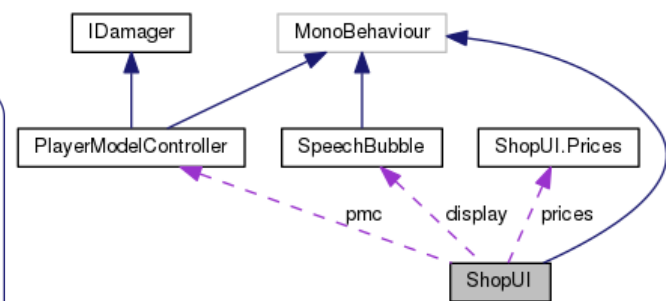 IDamager
MonoBehaviour
PlayerModelController
SpeechBubble
ShopUI.Prices
pmc
display
prices
ShopUI